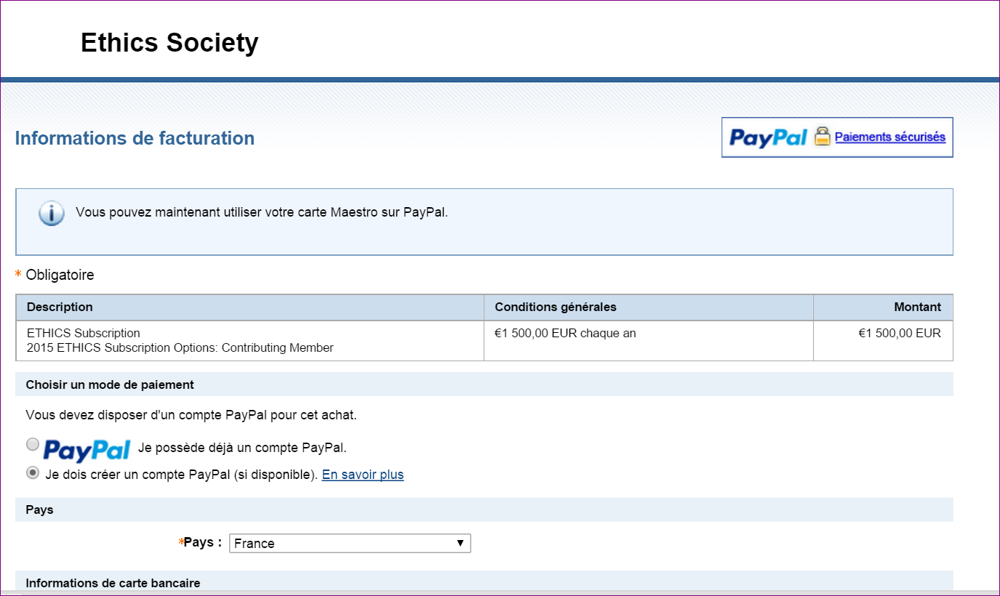 Ethics Society
Informations de facturation
PayPal Paiements sécurisés
Vous pouvez maintenant utiliser votre carte Maestro sur PayPal.
* Obligatoire
Description Conditions générales Montant
ETHICS Subscription €1 500,00 EUR chaque an €1 500,00 EUR
2015 ETHICS Subscription Options: Contributing Member
Choisir un mode de paiement
Vous devez disposer d'un compte PayPal pour cet achat.
PayPal Je possède déjà un compte PayPal.
Je dois créer un compte PayPal (si disponible). En savoir plus
Pays
*Pays : France
Informations de carte bancaire